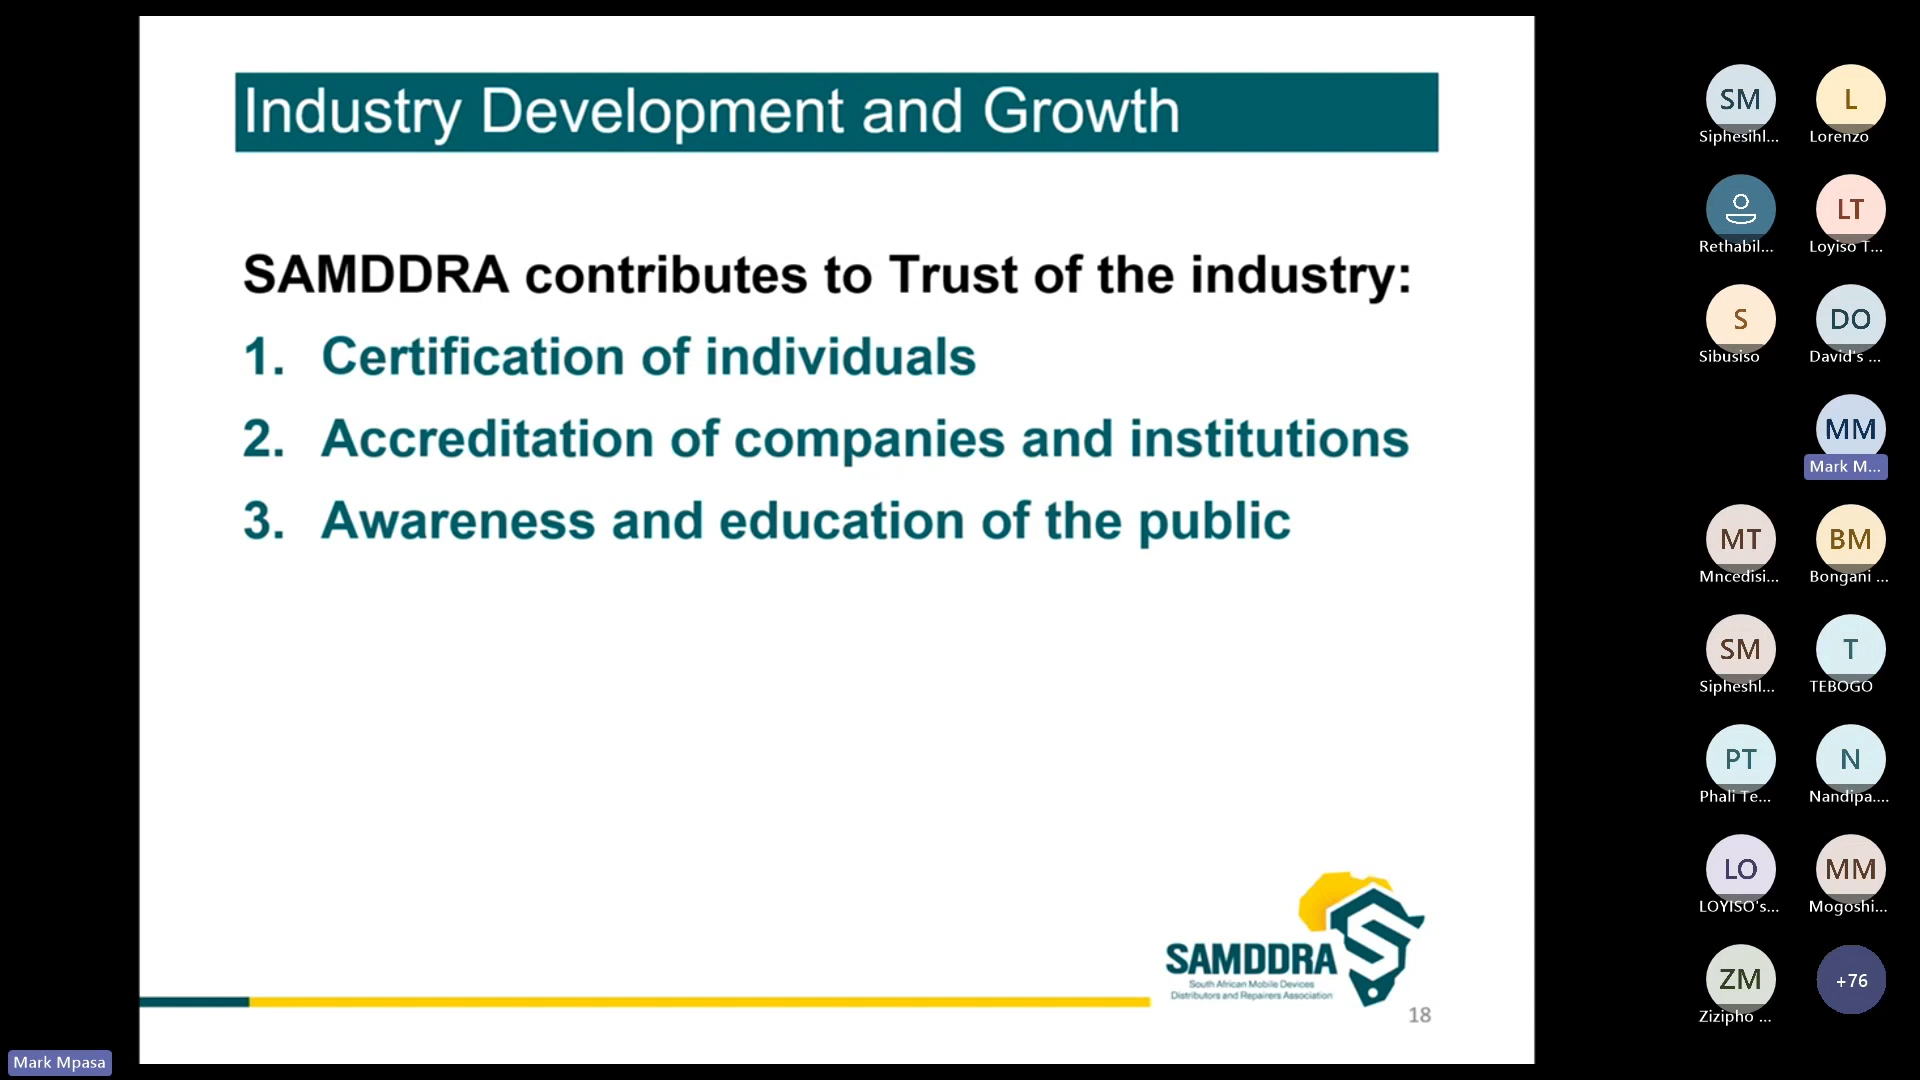 Industry Development and Growth
SAMDDRA contributes to Trust of the industry:
1. Certification of individuals
2. Accreditation of companies and institutions
3. Awareness and education of the public
SAMDDRA
South African Mobile Devices
Distributors and Repairers Association
18
Mark Mpasa
SM
Siphesihl...
L
Lorenzo
Rethabil...
LT
Loyiso T...
S
Sibusiso
DO
David's ...
MM
Mark M...
MT
Mncedisi...
BM
Bongani ...
SM
Sipheshl...
T
TEBOGO
PT
Phali Te...
N
Nandipa....
LO
LOYISO's...
MM
Mogoshi...
ZM
Zizipho ...
+76